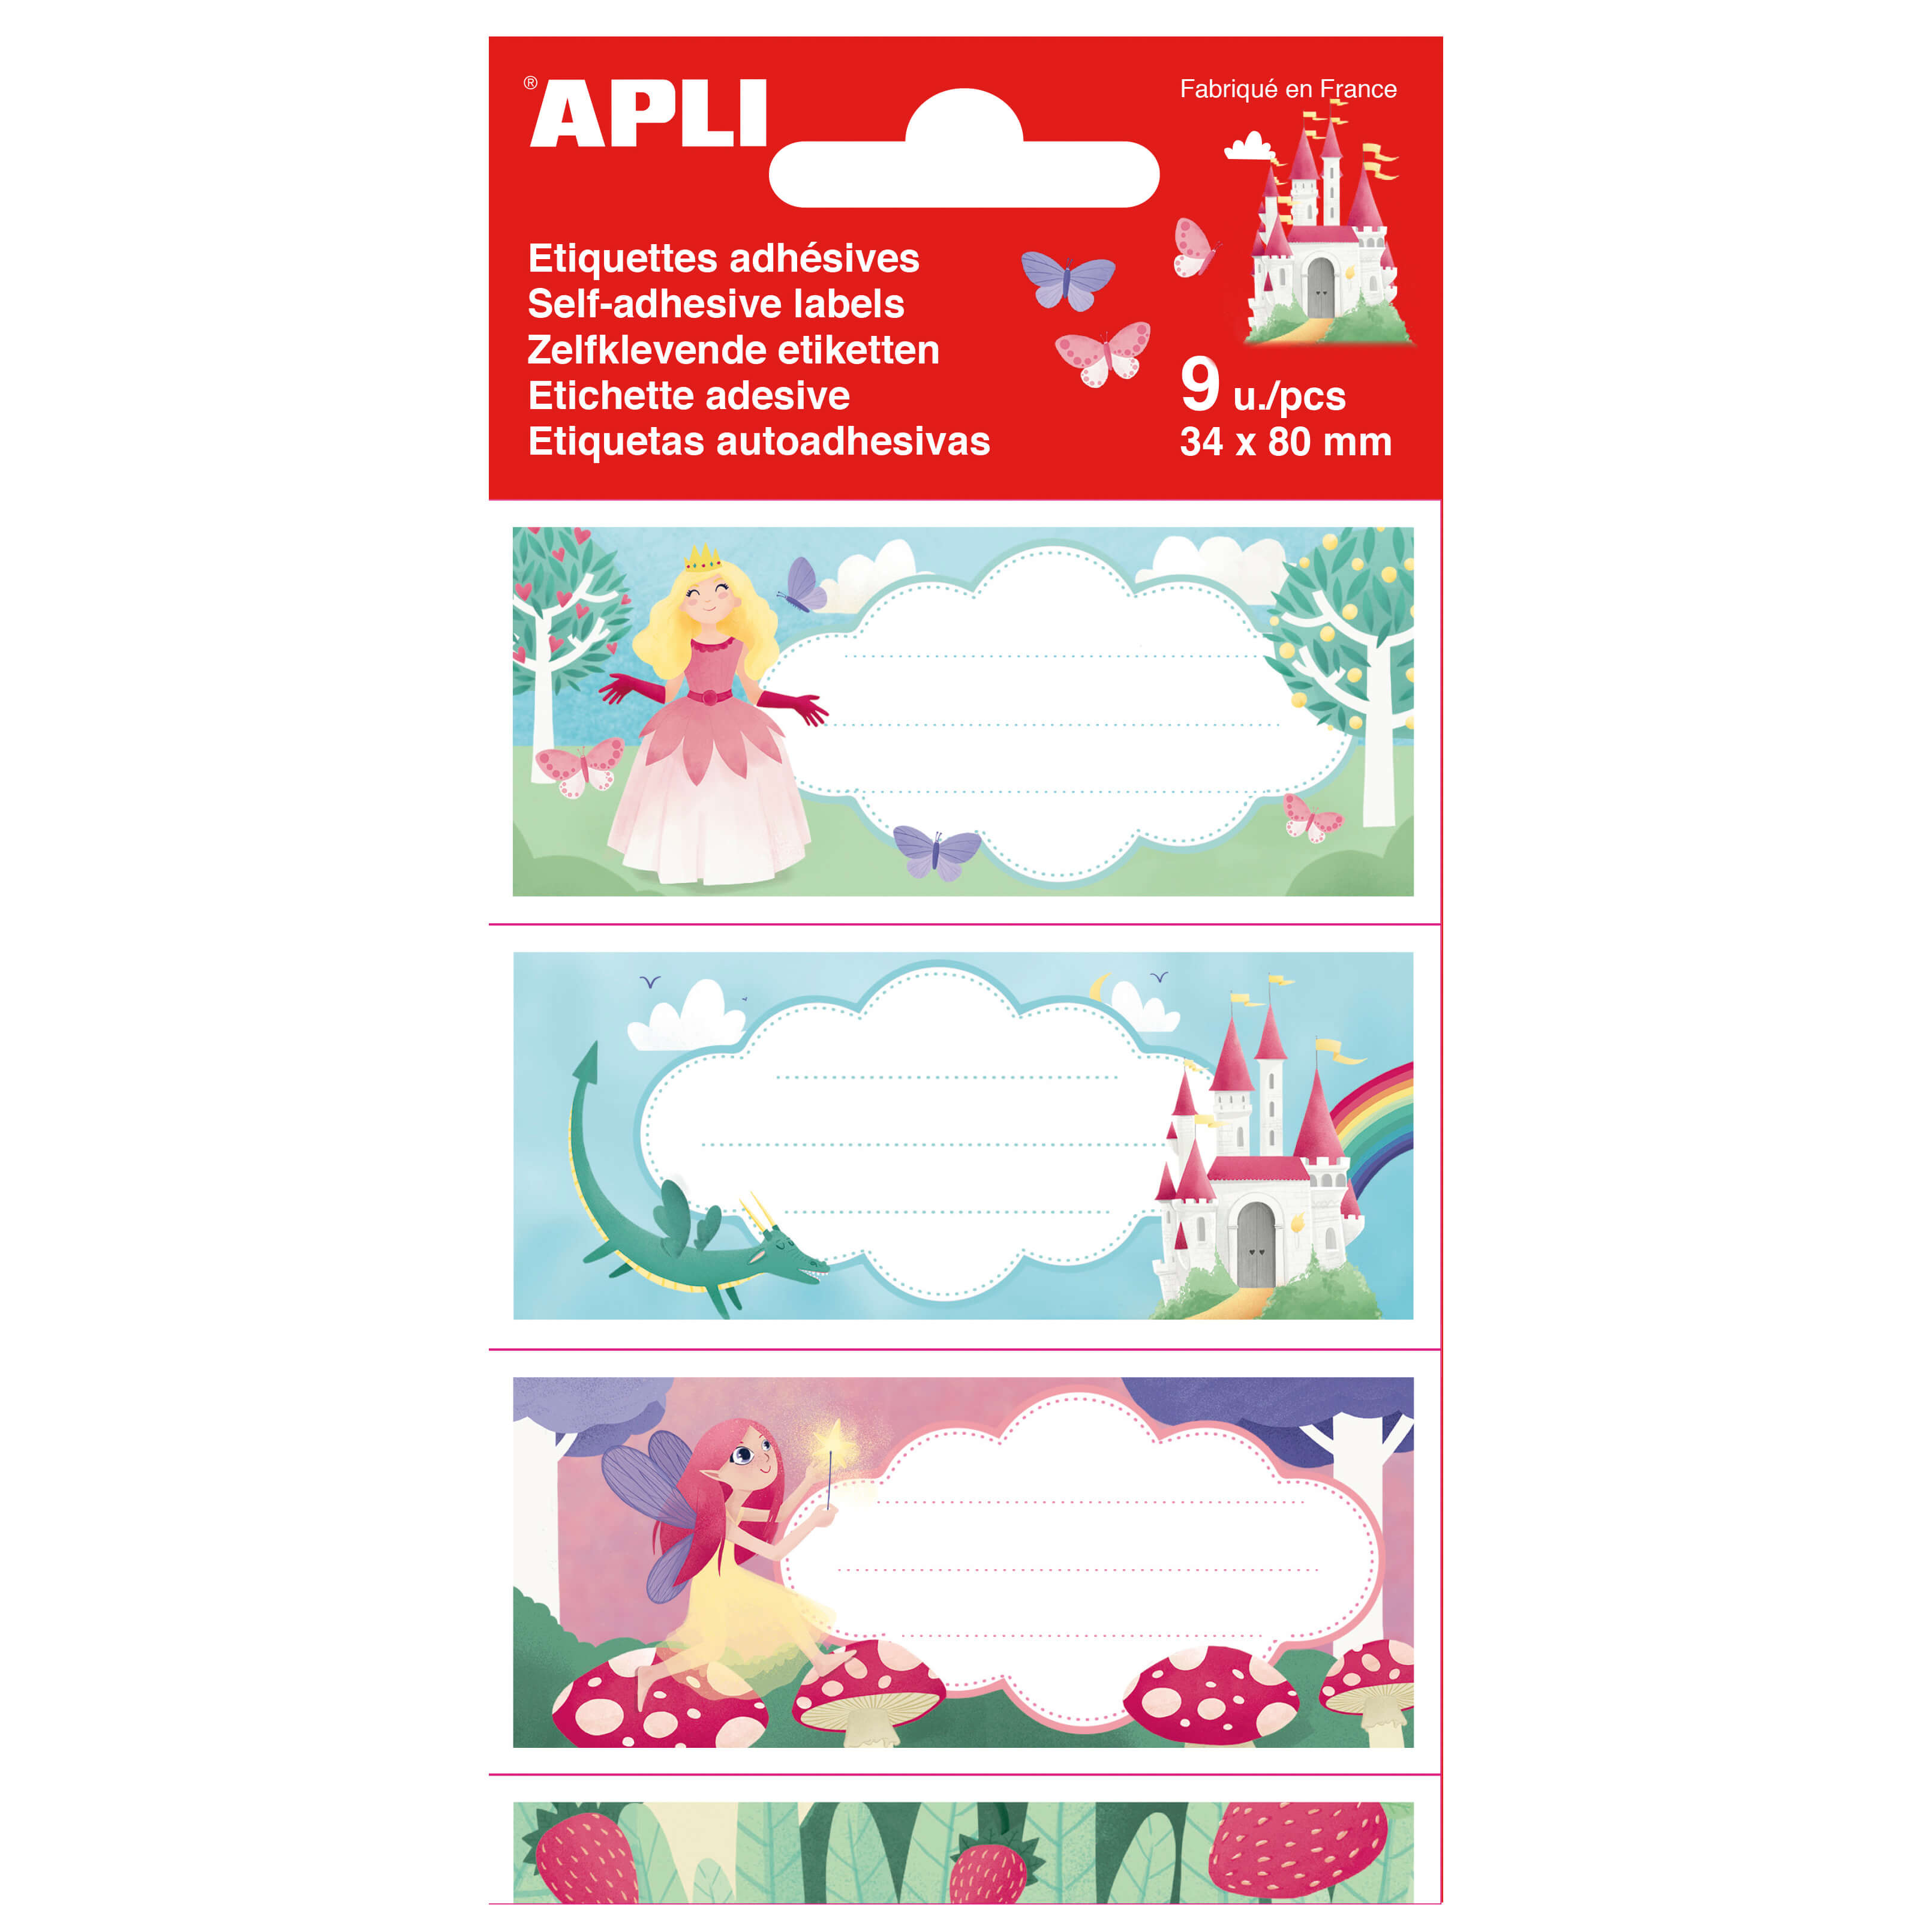 ® APLI
Fabriqué en France
Etiquettes adhésives
Self-adhesive labels
Zelfklevende etiketten
Etichette adesive
Etiquetas autoadhesivas
9 u./pcs
34 x 80 mm